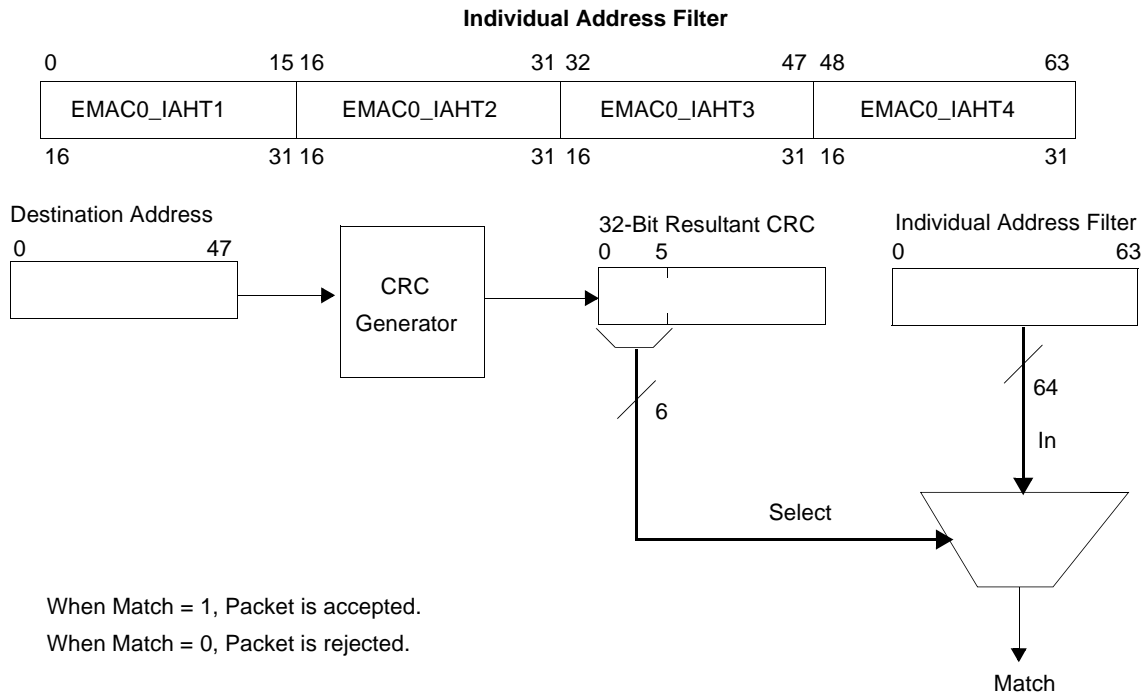 Individual Address Filter
0 15 16 31 32 47 48 63
EMAC0_IAHT1 EMAC0_IAHT2 EMAC0_IAHT3 EMAC0_IAHT4
16 31 16 31 16 31 16 31
Destination Address
0 47
CRC
Generator
32-Bit Resultant CRC
0 5
6
Individual Address Filter
0 63
64
In
Select
Match
When Match = 1, Packet is accepted.
When Match = 0, Packet is rejected.